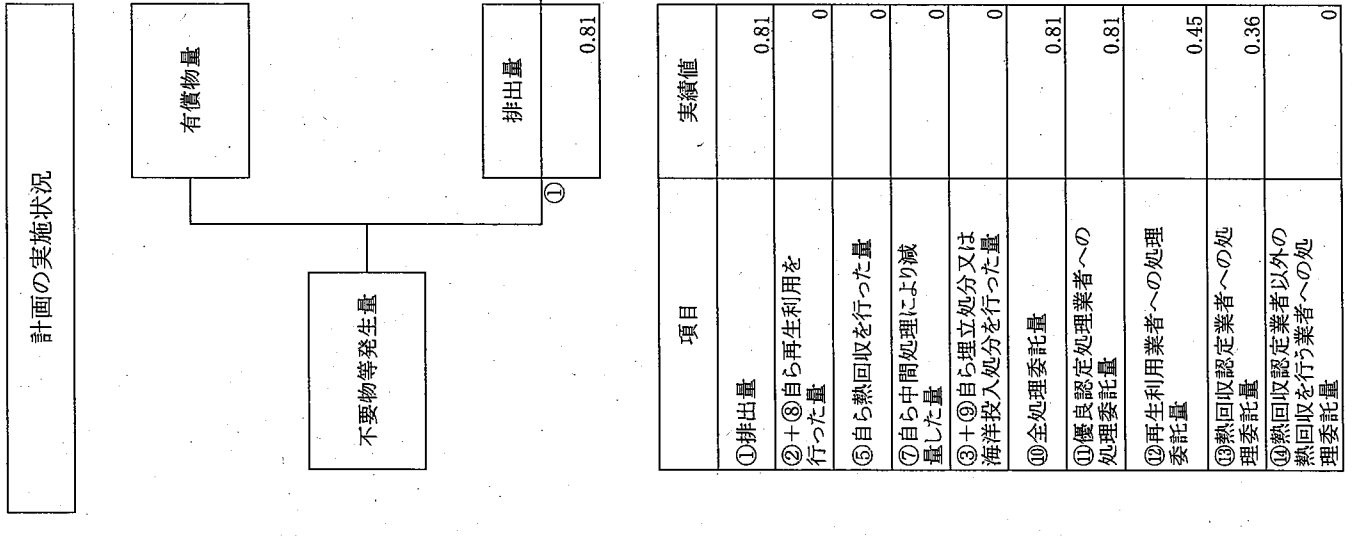 計画の実施状況
有償物量
不要物等発生量
排出量
①
0.81
項目
実績値
①排出量
0.81
②+⑧自ら再生利用を
行った量
0
⑤自ら熱回収を行った量
0
⑦自ら中間処理により減
量した量
0
③+⑨自ら埋立処分又は
海洋投入処分を行った量
0
⑩全処理委託量
0.81
⑪優良認定処理業者への
処理委託量
0.81
⑫再生利用業者への処理
委託量
0.45
⑬熱回収認定業者への処
理委託量
0.36
⑭熱回収認定業者以外の
熱回収を行う業者への処
理委託量
0